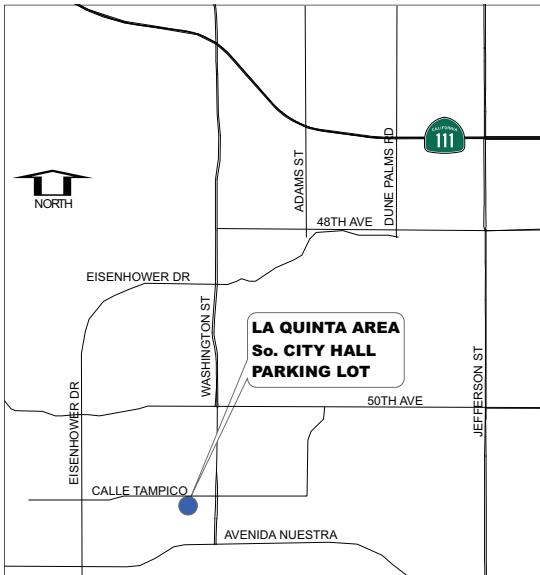 CALIFORNIA
111
ADAMS ST
DUNE PALMS RD
NORTH
48TH AVE
EISENHOWER DR
WASHINGTON ST
LA QUINTA AREA
So. CITY HALL
PARKING LOT
JEFFERSON ST
50TH AVE
EISENHOWER DR
CALLE TAMPICO
AVENIDA NUESTRA